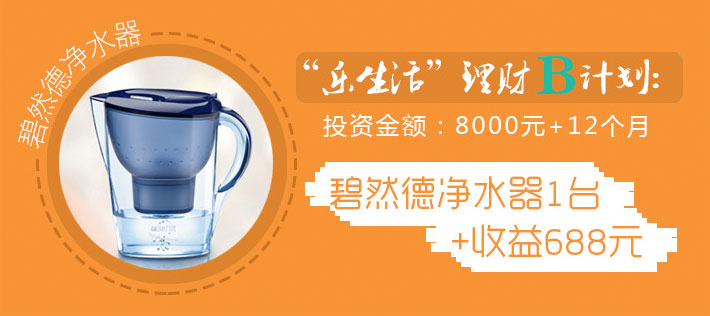 碧然德净水器
“乐生活”理财B计划:
投资金额：8000元+12个月
碧然德净水器1台
+收益688元